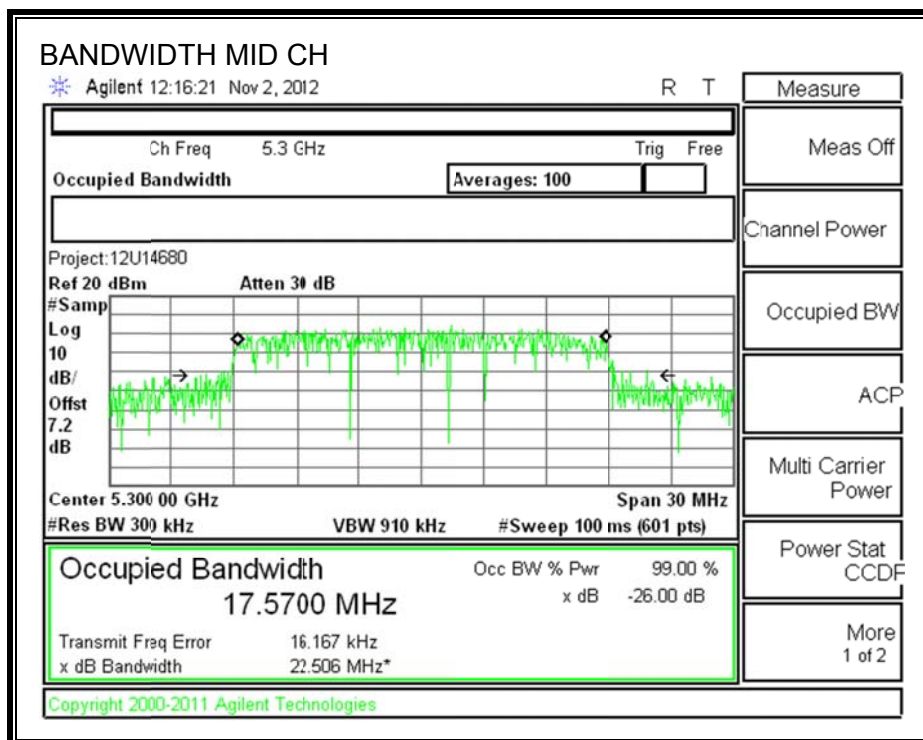 BANDWIDTH MID CH
Agilent 12:16:21 Nov 2, 2012 R T
Measure
Ch Freq 5.3 GHz Trig Free
Meas Off
Occupied Bandwidth Averages: 100
Channel Power
Project:12U14680
Ref 20 dBm Atten 30 dB
#Samp
Log
10
dB/
Offst
7.2
dB
Occupied BW
ACP
Multi Carrier
Power
Center 5.300 00 GHz Span 30 MHz
#Res BW 300 kHz VBW 910 kHz #Sweep 100 ms (601 pts)
Power Stat
CCDF
Occupied Bandwidth Occ BW % Pwr 99.00 %
17.5700 MHz x dB -26.00 dB
Transmit Freq Error 16.167 kHz
x dB Bandwidth 22.506 MHz*
More
1 of 2
Copyright 2000-2011 Agilent Technologies